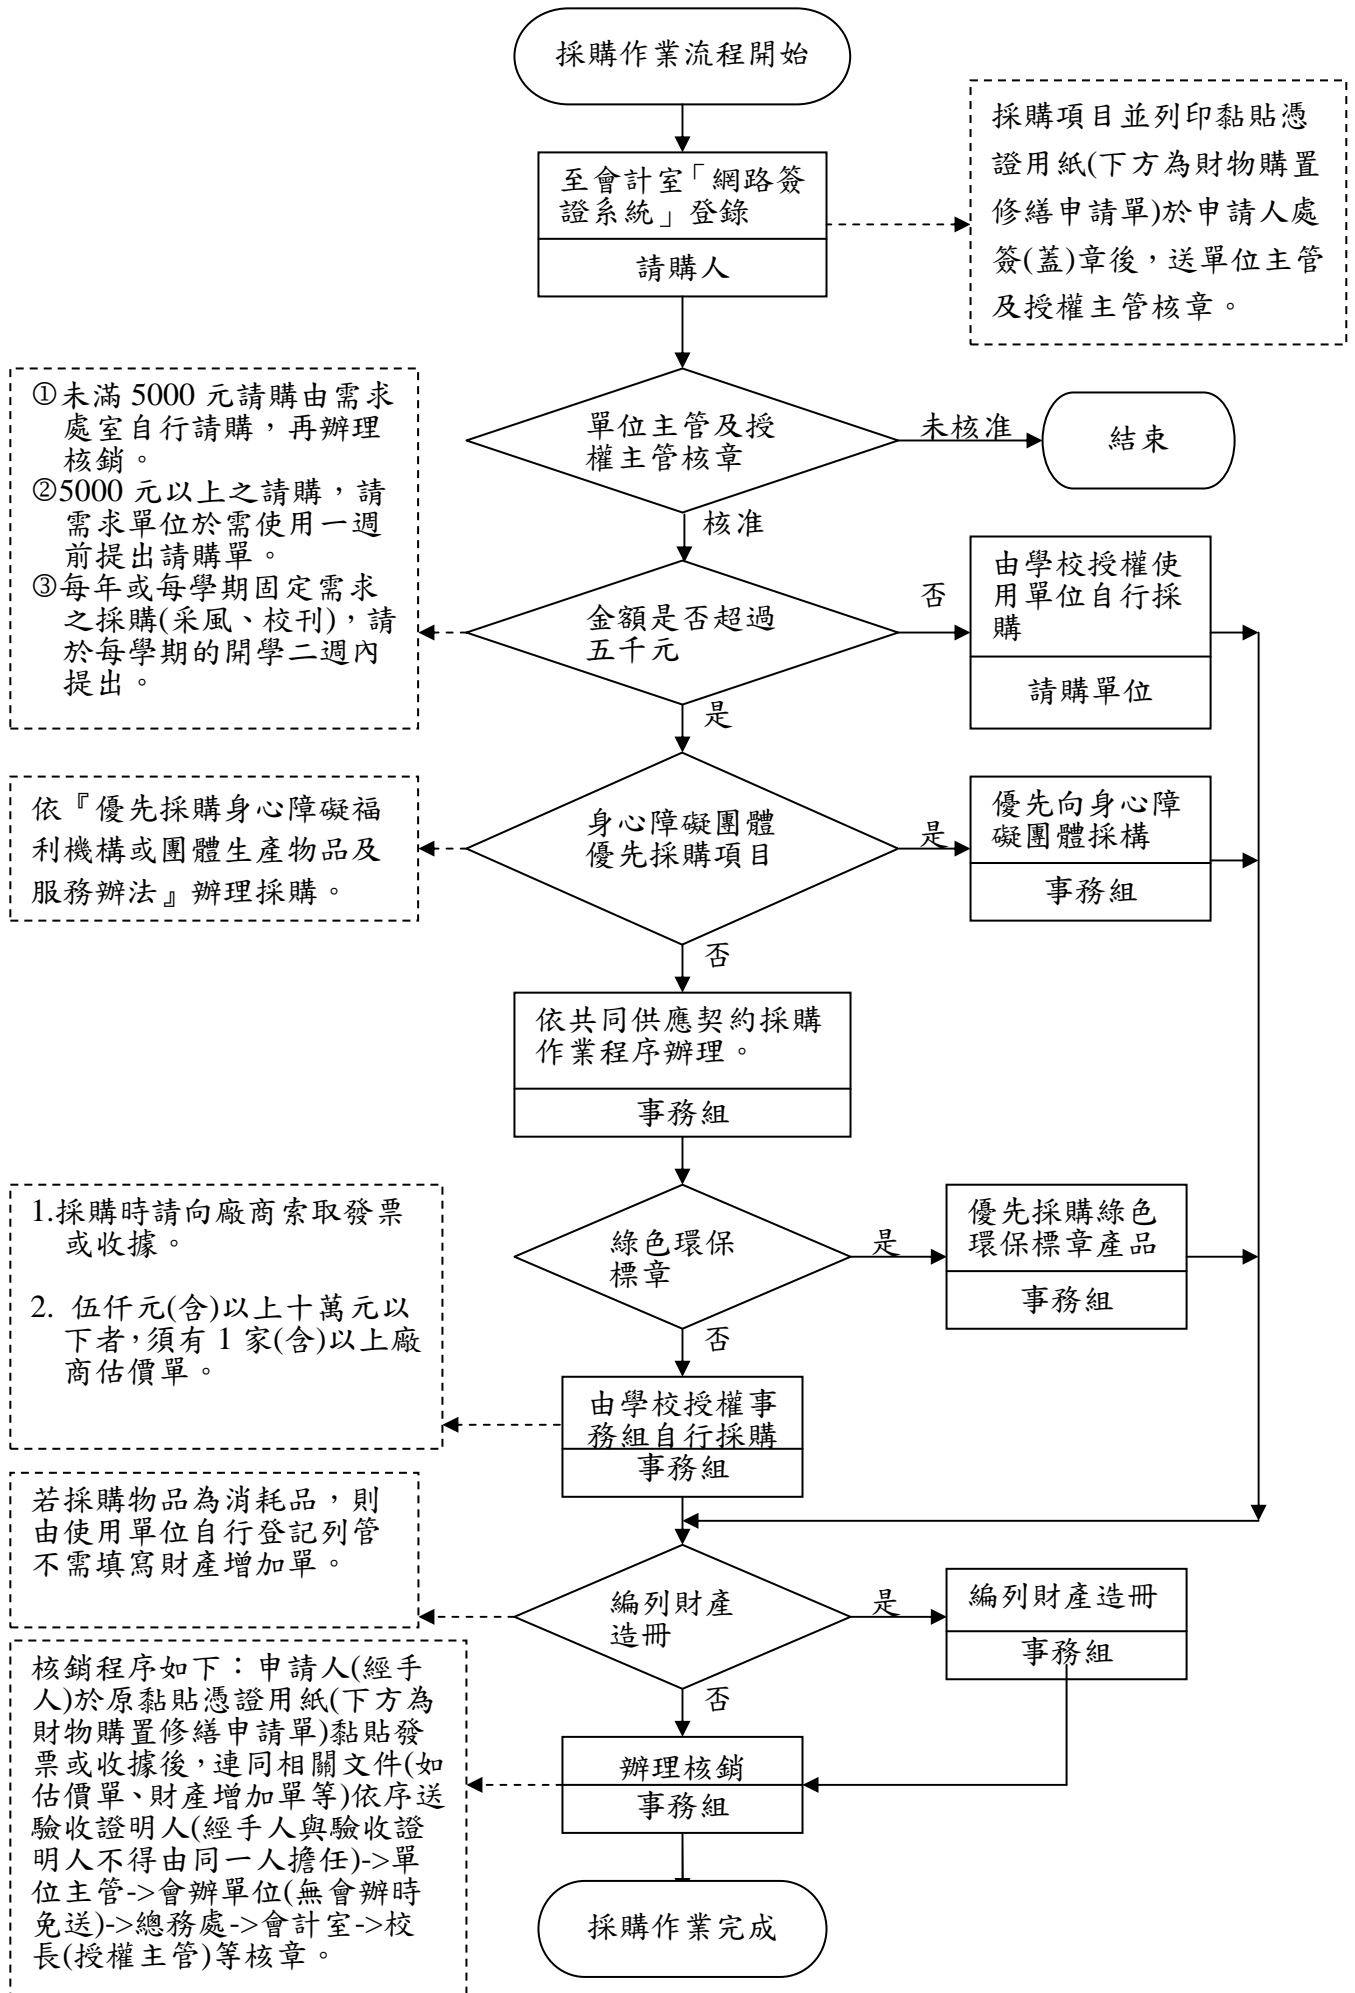 採購作業流程開始
採購項目並列印黏貼憑
證用紙(下方為財物購置
修繕申請單)於申請人處
簽(蓋)章後，送單位主管
及授權主管核章。
至會計室「網路簽
證系統」登錄
請購人
①未滿 5000 元請購由需求
處室自行請購，再辦理
核銷。
②5000 元以上之請購，請
需求單位於需使用一週
前提出請購單。
③每年或每學期固定需求
之採購(采風、校刊)，請
於每學期的開學二週內
提出。
單位主管及授
權主管核章
未核准
結束
核准
金額是否超過
五千元
否
由學校授權使
用單位自行採
購
請購單位
是
依『優先採購身心障礙福
利機構或團體生產物品及
服務辦法』辦理採購。
身心障礙團體
優先採購項目
是
優先向身心障
礙團體採構
事務組
否
依共同供應契約採購
作業程序辦理。
事務組
1.採購時請向廠商索取發票
或收據。
2. 伍仟元(含)以上十萬元以
下者，須有 1 家(含)以上廠
商估價單。
綠色環保
標章
是
優先採購綠色
環保標章產品
事務組
否
由學校授權事
務組自行採購
事務組
若採購物品為消耗品，則
由使用單位自行登記列管
不需填寫財產增加單。
編列財產
造冊
是
編列財產造冊
事務組
否
核銷程序如下：申請人(經手
人)於原黏貼憑證用紙(下方為
財物購置修繕申請單)黏貼發
票或收據後，連同相關文件(如
估價單、財產增加單等)依序送
驗收證明人(經手人與驗收證
明人不得由同一人擔任)->單
位主管->會辦單位(無會辦時
免送)->總務處->會計室->校
長(授權主管)等核章。
辦理核銷
事務組
採購作業完成